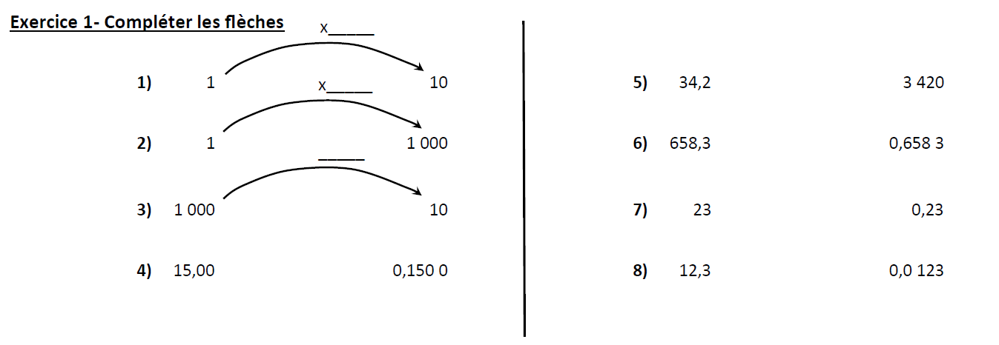 Exercice 1- Compléter les flèches
x_____
1) 1 10
x_____
2) 1 1 000
_____
3) 1 000 10
4) 15,00 0,150 0
5) 34,2 3 420
6) 658,3 0,658 3
7) 23 0,23
8) 12,3 0,0 123